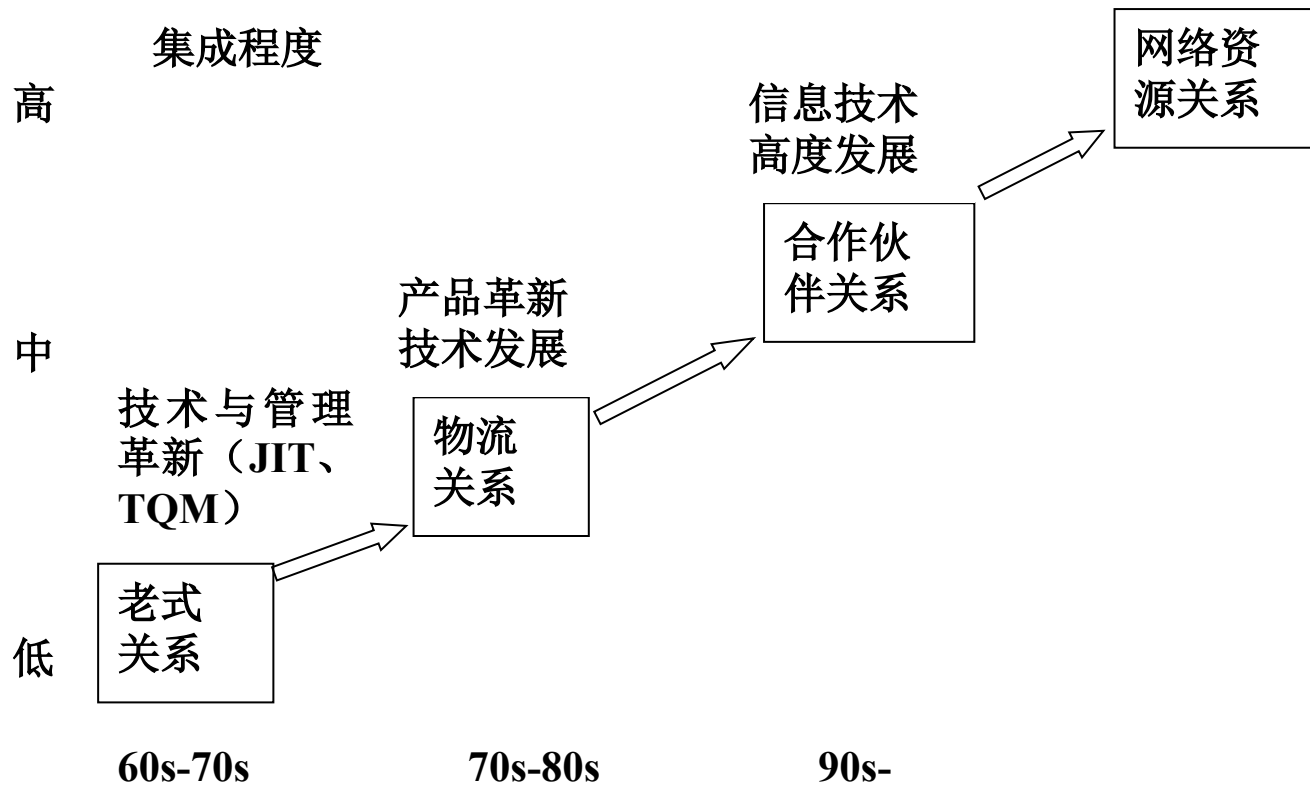 集成程度
高
网络资
源关系
信息技术
高度发展
合作伙
伴关系
产品革新
技术发展
中
技术与管理
革新（JIT、
TQM）
物流
关系
老式
关系
低
60s-70s
70s-80s
90s-